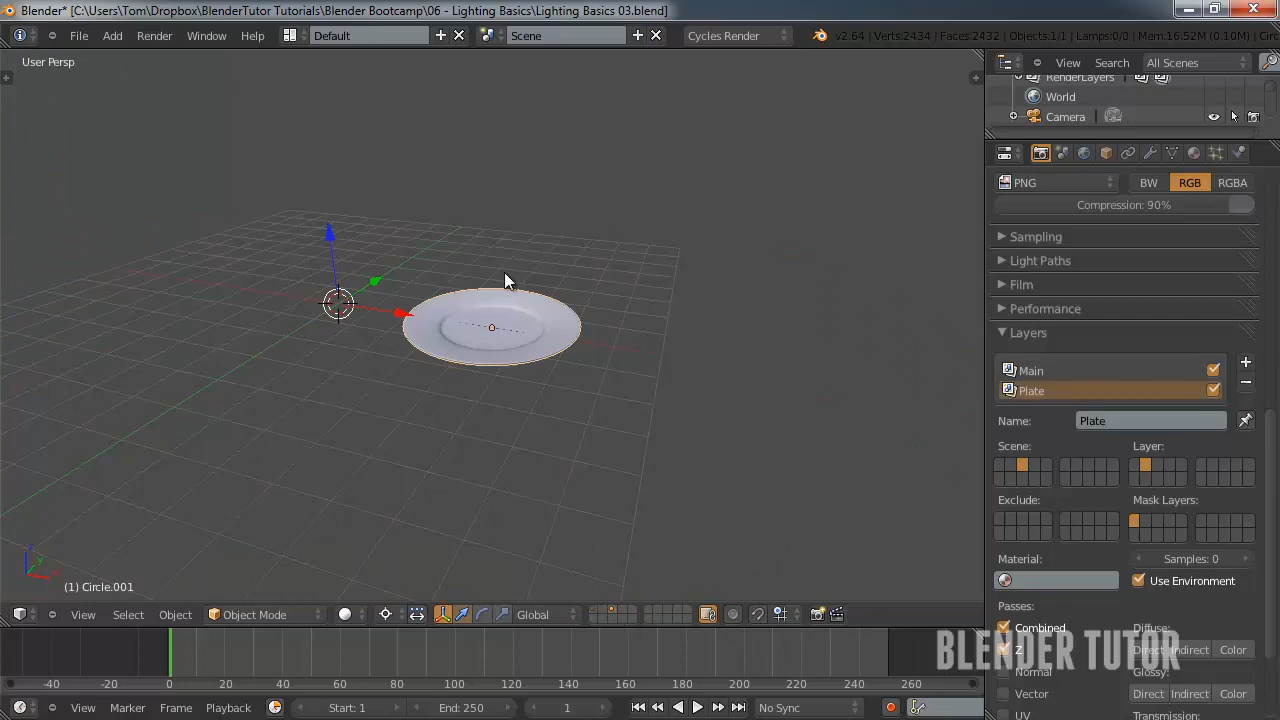 Blender* [C:\Users\Tom\Dropbox\BlenderTutor Tutorials\Blender Bootcamp\06 - Lighting Basics\Lighting Basics 03.blend]
File Add Render Window Help Default Scene Cycles Render v2.64 | Verts:2434 | Faces:2432 | Objects:1/1 | Lamps:0/0 | Mem:16.52M (0.10M) | Circ
User Persp
View Search All Scenes
RenderLayers
World
Camera
PNG BW RGB RGBA
Compression: 90%
Sampling
Light Paths
Film
Performance
Layers
Main
Plate
Name: Plate
Scene: Layer:
Exclude: Mask Layers:
Material: Samples: 0
Use Environment
Passes:
Combined Diffuse:
Z Direct Indirect Color
Normal Glossy:
Vector Direct Indirect Color
UV Transmission:
(1) Circle.001
View Select Object Object Mode Global
BLENDER TUTOR
-40 -20 0 20 40 60 80 100 120 140 160 180 200 220 240 260
View Marker Frame Playback Start: 1 End: 250 1 No Sync